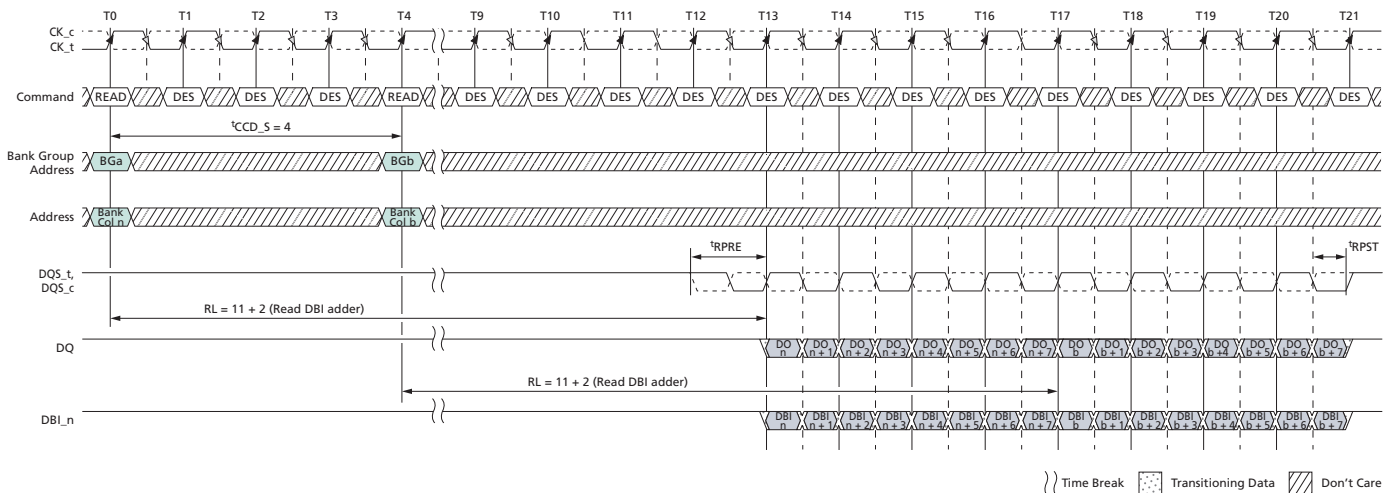 T0 T1 T2 T3 T4 T9 T10 T11 T12 T13 T14 T15 T16 T17 T18 T19 T20 T21
CK_c
CK_t
Command READ DES DES DES READ DES DES DES DES DES DES DES DES DES DES DES DES DES
tCCD_S = 4
Bank Group
Address
BGa BGb
Address
Bank
Col n
Bank
Col b
tRPRE tRPST
DQS_t,
DQS_c
RL = 11 + 2 (Read DBI adder)
DQ
DO
n
DO
n + 1
DO
n + 2
DO
n + 3
DO
n + 4
DO
n + 5
DO
n + 6
DO
n + 7
DO
b
DO
b + 1
DO
b + 2
DO
b + 3
DO
b + 4
DO
b + 5
DO
b + 6
DO
b + 7
RL = 11 + 2 (Read DBI adder)
DBI_n
DBI
n
DBI
n + 1
DBI
n + 2
DBI
n + 3
DBI
n + 4
DBI
n + 5
DBI
n + 6
DBI
n + 7
DBI
b
DBI
b + 1
DBI
b + 2
DBI
b + 3
DBI
b + 4
DBI
b + 5
DBI
b + 6
DBI
b + 7
Time Break Transitioning Data Don't Care